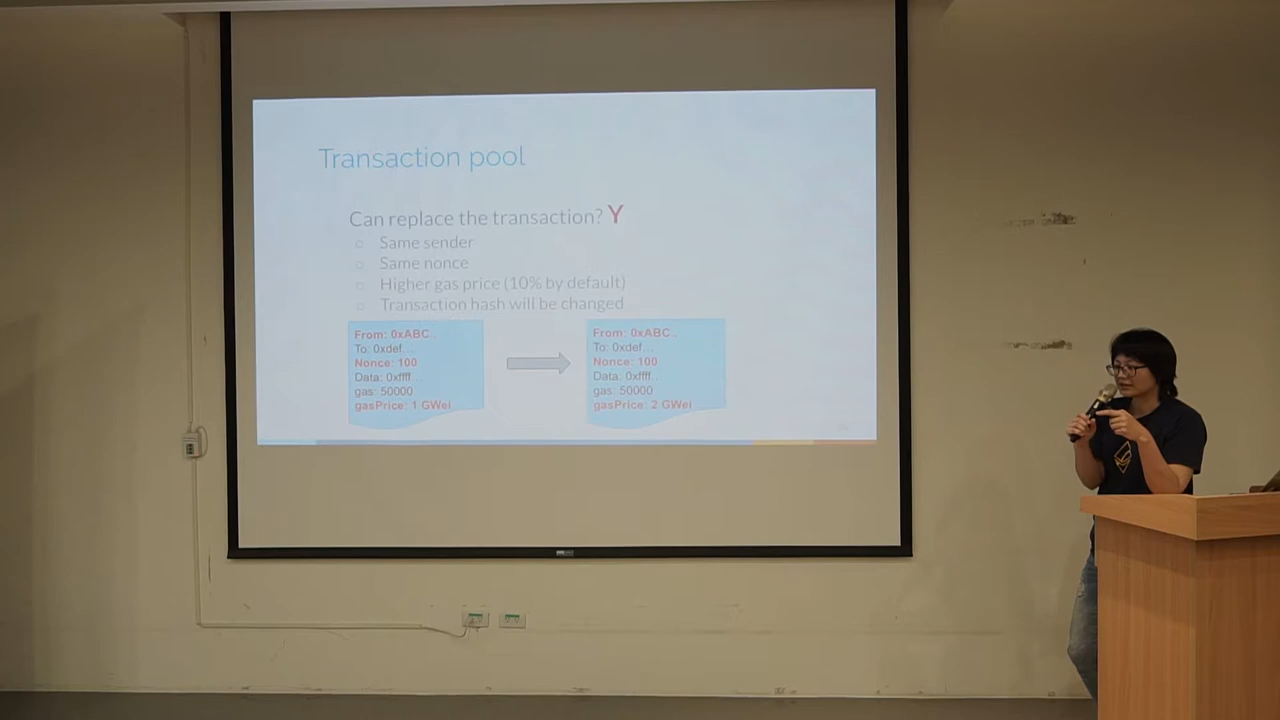 Transaction pool
Can replace the transaction? Y
Same sender
Same nonce
Higher gas price (10% by default)
Transaction hash will be changed
From: 0xABC..
To: 0xdef...
Nonce: 100
Data: 0xffff...
gas: 50000
gasPrice: 1 GWei
From: 0xABC..
To: 0xdef...
Nonce: 100
Data: 0xffff..
gas: 50000
gasPrice: 2 GWei